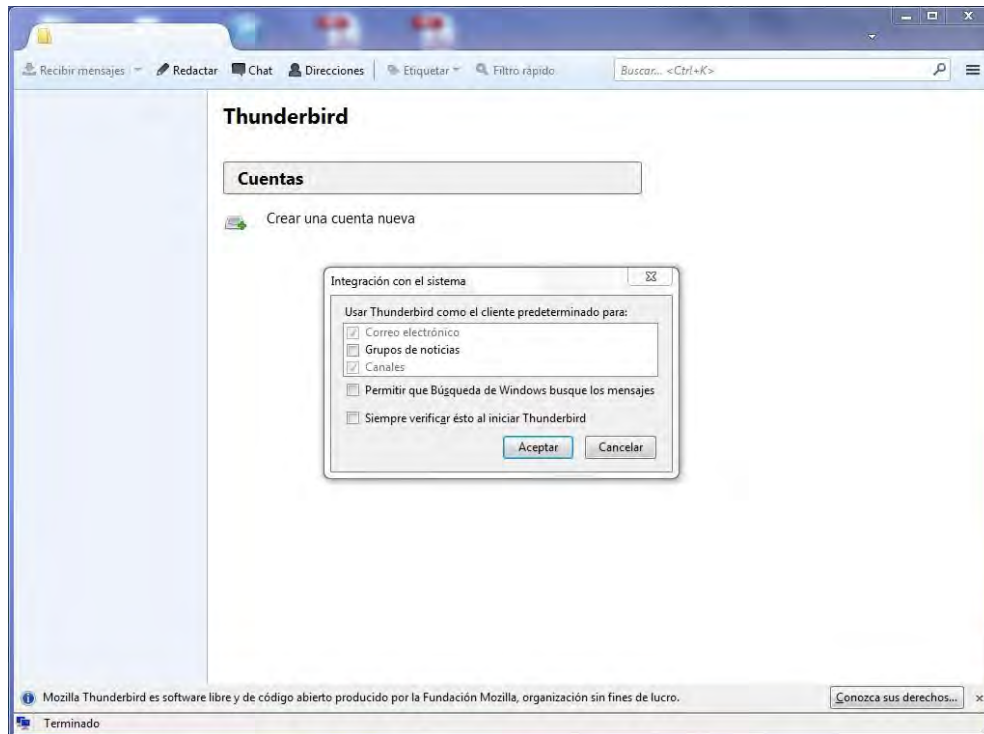 Recibir mensajes Redactar Chat Direcciones Etiquetar Filtro rápido Buscar... <Ctrl+K>
Thunderbird
Cuentas
Crear una cuenta nueva
Integración con el sistema
Usar Thunderbird como el cliente predeterminado para:
Correo electrónico
Grupos de noticias
Canales
Permitir que Búsqueda de Windows busque los mensajes
Siempre verificar ésto al iniciar Thunderbird
Aceptar Cancelar
Mozilla Thunderbird es software libre y de código abierto producido por la Fundación Mozilla, organización sin fines de lucro. Conozca sus derechos...
Terminado